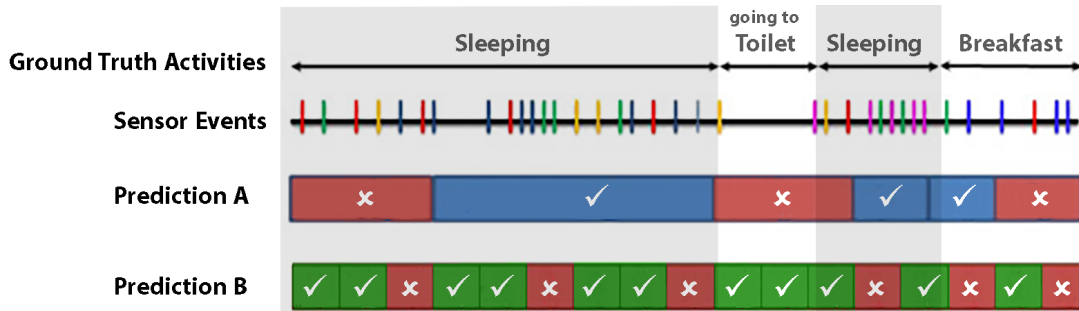 going to
Sleeping Toilet Sleeping Breakfast
Ground Truth Activities
Sensor Events
Prediction A
Prediction B